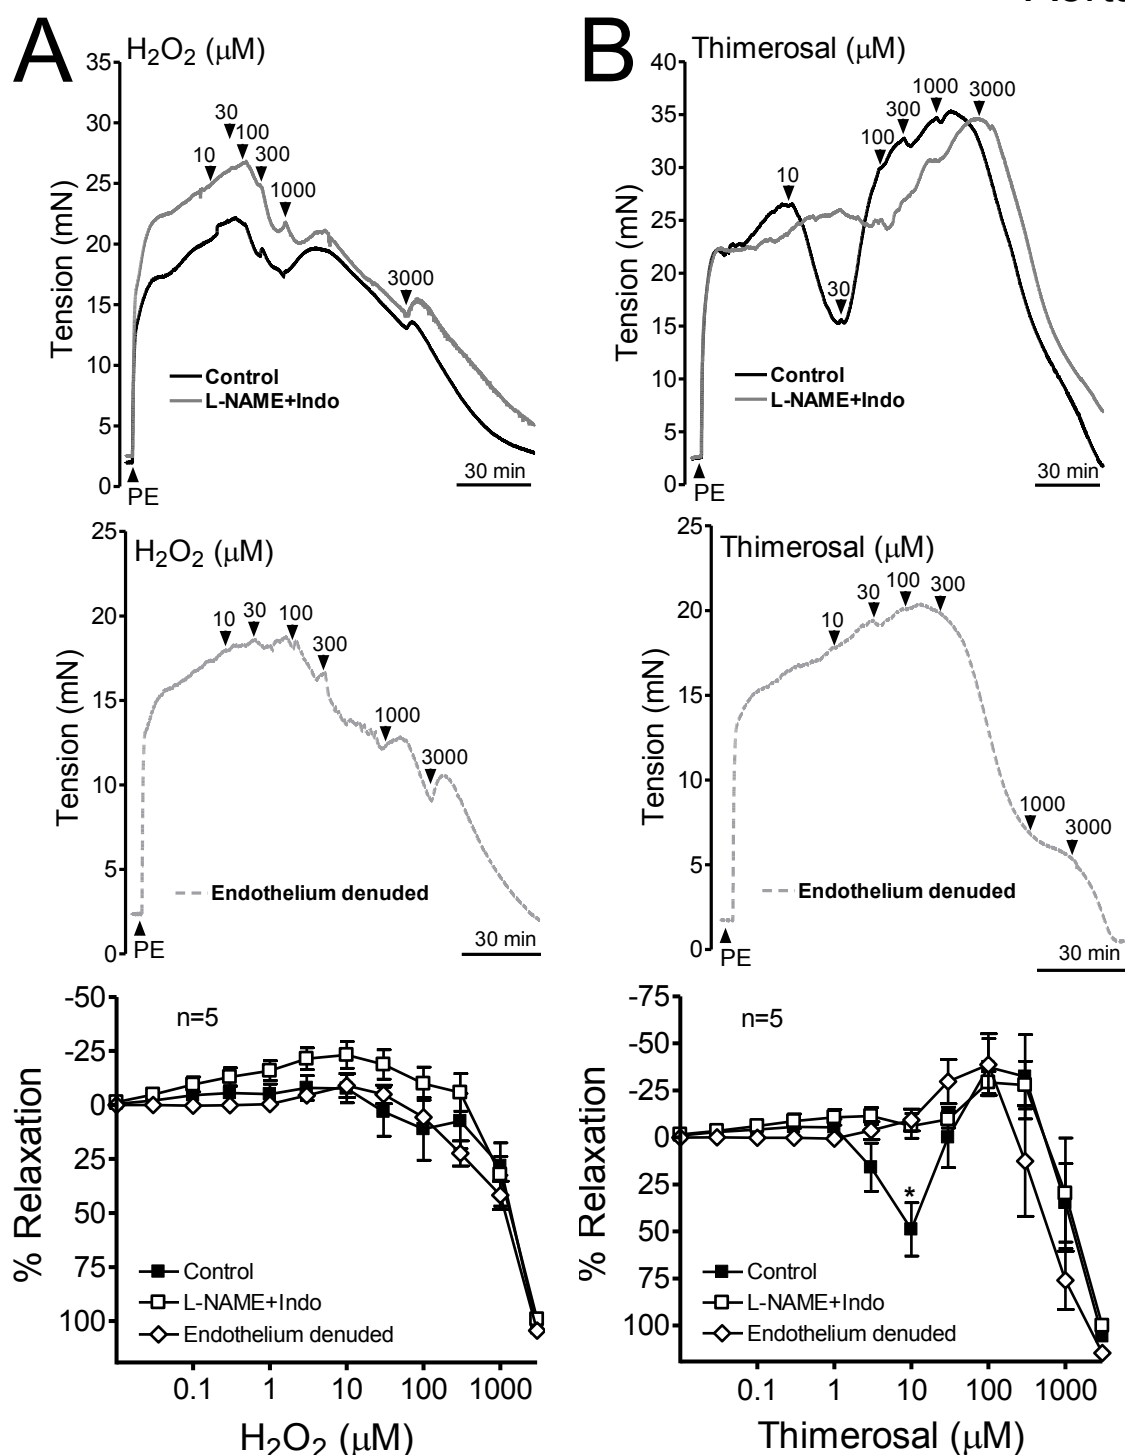 A
H₂O₂ (μM)
35
30
25
20
15
10
5
0
Tension (mN)
10
30
100
300
1000
3000
Control
L-NAME+Indo
30 min
PE
B
Thimerosal (μM)
40
35
30
25
20
15
10
5
0
Tension (mN)
10
30
100
300
1000
3000
Control
L-NAME+Indo
30 min
PE
25
20
15
10
5
0
Tension (mN)
H₂O₂ (μM)
10
30
100
300
1000
3000
Endothelium denuded
30 min
PE
25
20
15
10
5
0
Tension (mN)
Thimerosal (μM)
10
30
100
300
1000
3000
Endothelium denuded
30 min
PE
-50
-25
0
25
50
75
100
% Relaxation
n=5
Control
L-NAME+Indo
Endothelium denuded
0.1
1
10
100
1000
H₂O₂ (μM)
-75
-50
-25
0
25
50
75
100
% Relaxation
n=5
*
Control
L-NAME+Indo
Endothelium denuded
0.1
1
10
100
1000
Thimerosal (μM)